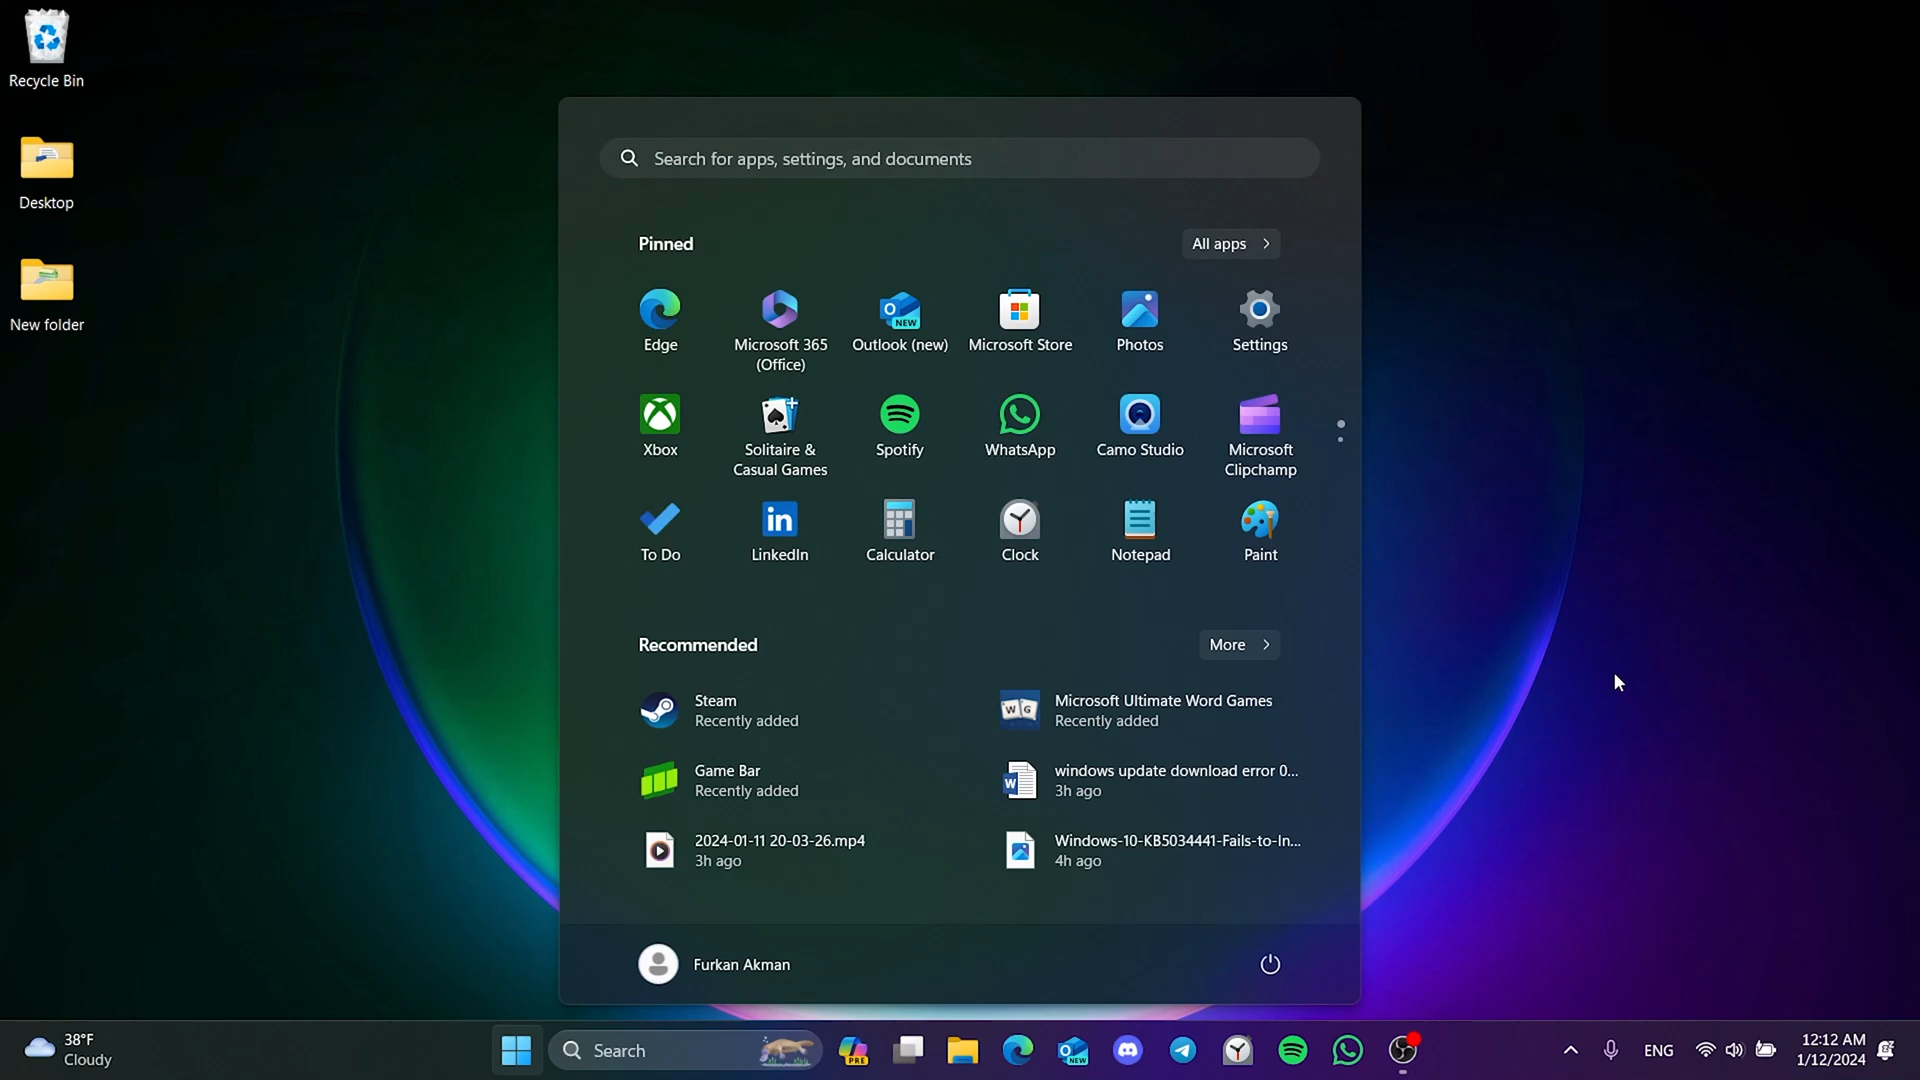 Recycle Bin
Desktop
New folder
Search for apps, settings, and documents
Pinned
All apps
Edge
Microsoft 365
(Office)
Outlook (new)
Microsoft Store
Photos
Settings
Xbox
Solitaire &
Casual Games
Spotify
WhatsApp
Camo Studio
Microsoft
Clipchamp
To Do
LinkedIn
Calculator
Clock
Notepad
Paint
Recommended
More
Steam
Recently added
Microsoft Ultimate Word Games
Recently added
Game Bar
Recently added
windows update download error 0...
3h ago
2024-01-11 20-03-26.mp4
3h ago
Windows-10-KB5034441-Fails-to-In...
4h ago
Furkan Akman
38°F
Cloudy
Search
PRE
NEW
ENG
12:12 AM
1/12/2024